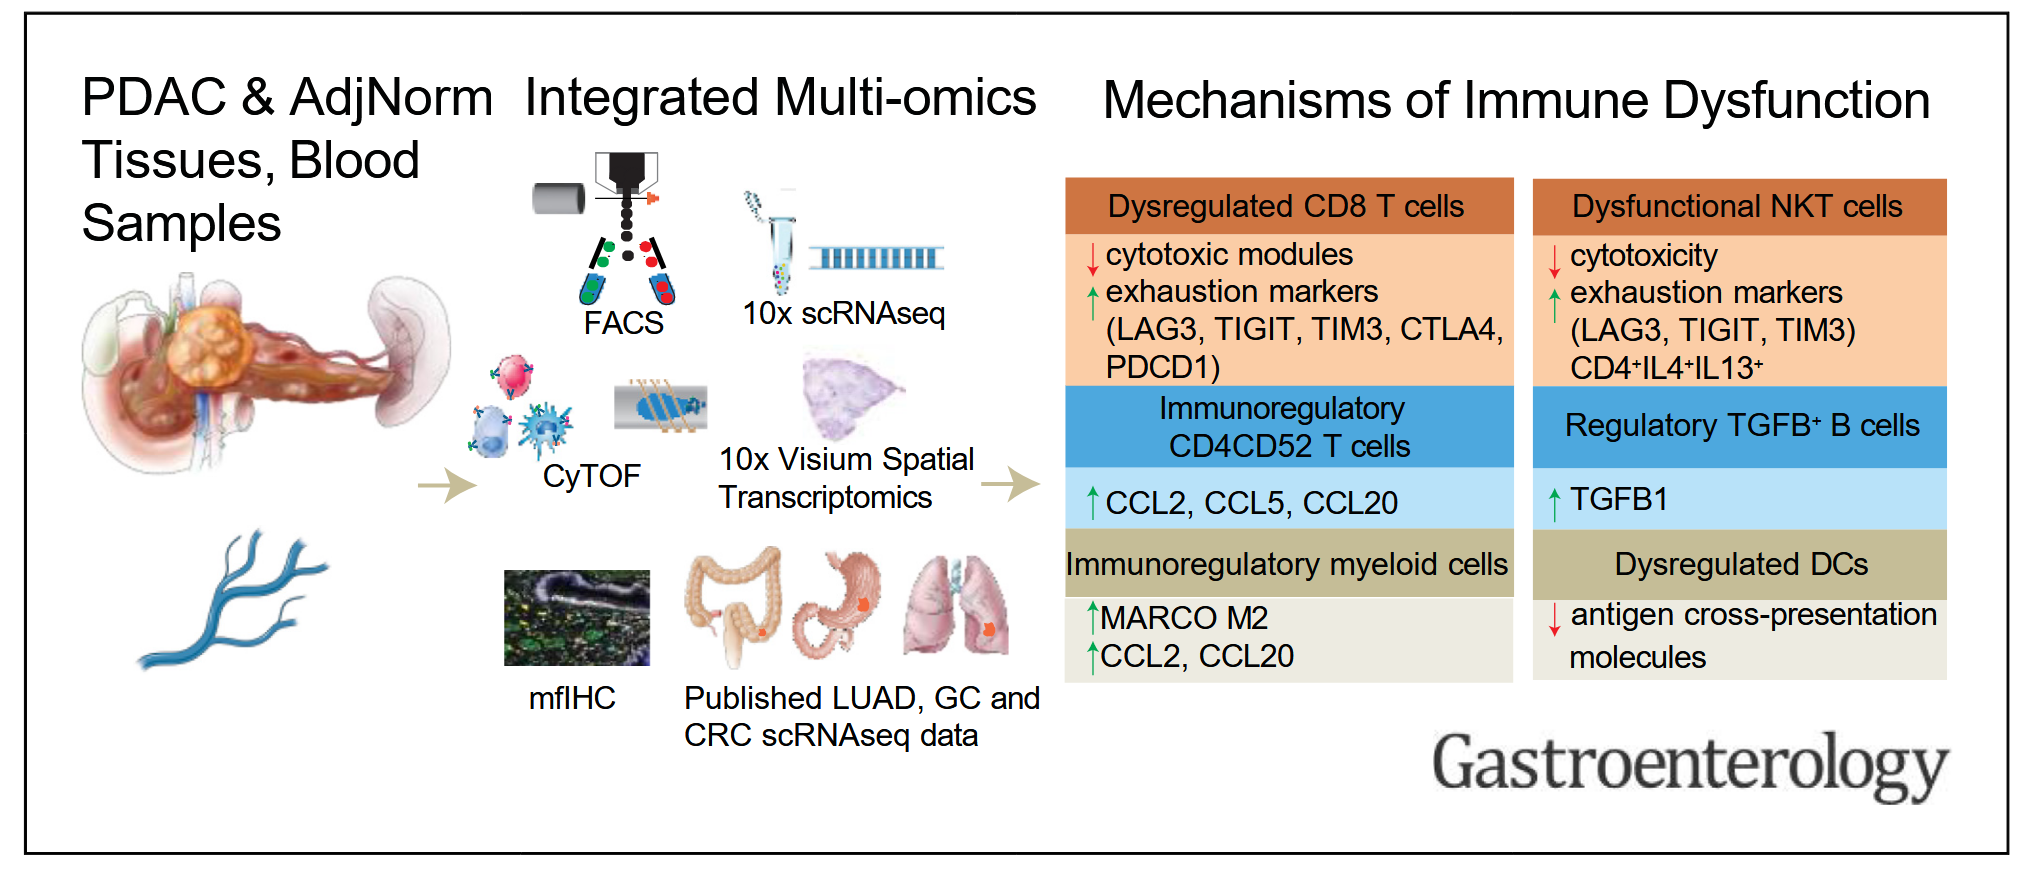 PDAC & AdjNorm
Tissues, Blood
Samples
Integrated Multi-omics
FACS
10x scRNAseq
CyTOF
10x Visium Spatial
Transcriptomics
mfIHC
Published LUAD, GC and
CRC scRNAseq data
Mechanisms of Immune Dysfunction
Dysregulated CD8 T cells
↓ cytotoxic modules
↑ exhaustion markers
(LAG3, TIGIT, TIM3, CTLA4,
PDCD1)
Immunoregulatory
CD4CD52 T cells
↑ CCL2, CCL5, CCL20
Immunoregulatory myeloid cells
↑ MARCO M2
↑ CCL2, CCL20
Dysfunctional NKT cells
↓ cytotoxicity
↑ exhaustion markers
(LAG3, TIGIT, TIM3)
CD4⁺IL4⁺IL13⁺
Regulatory TGFB⁺ B cells
↑ TGFB1
Dysregulated DCs
↓ antigen cross-presentation
molecules
Gastroenterology